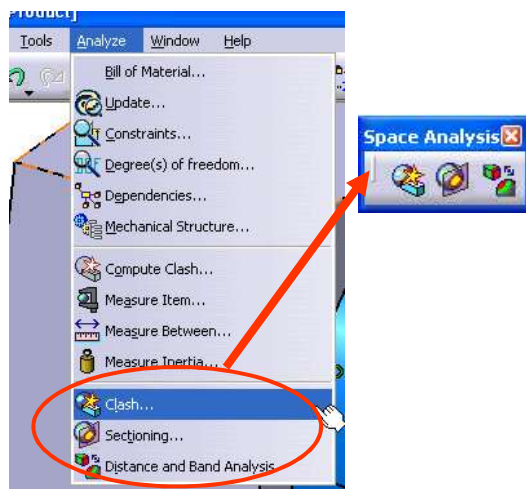 Product]
Tools Analyze Window Help
Bill of Material...
Update...
Constraints...
Degree(s) of freedom...
Dependencies...
Mechanical Structure...
Compute Clash...
Measure Item...
Measure Between...
Measure Inertia...
Clash...
Sectioning...
Distance and Band Analysis
Space Analysis